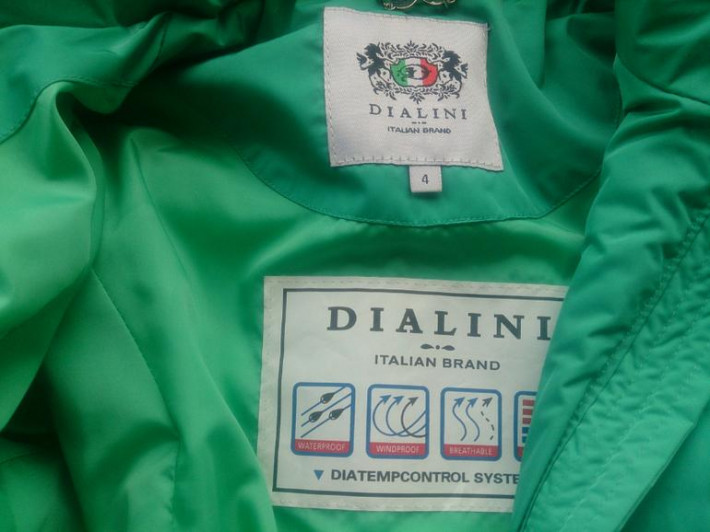 DIALINI
ITALIAN BRAND
4
DIALINI
ITALIAN BRAND
WATERPROOF
WINDPROOF
BREATHABLE
DIATEMPCONTROL SYSTE